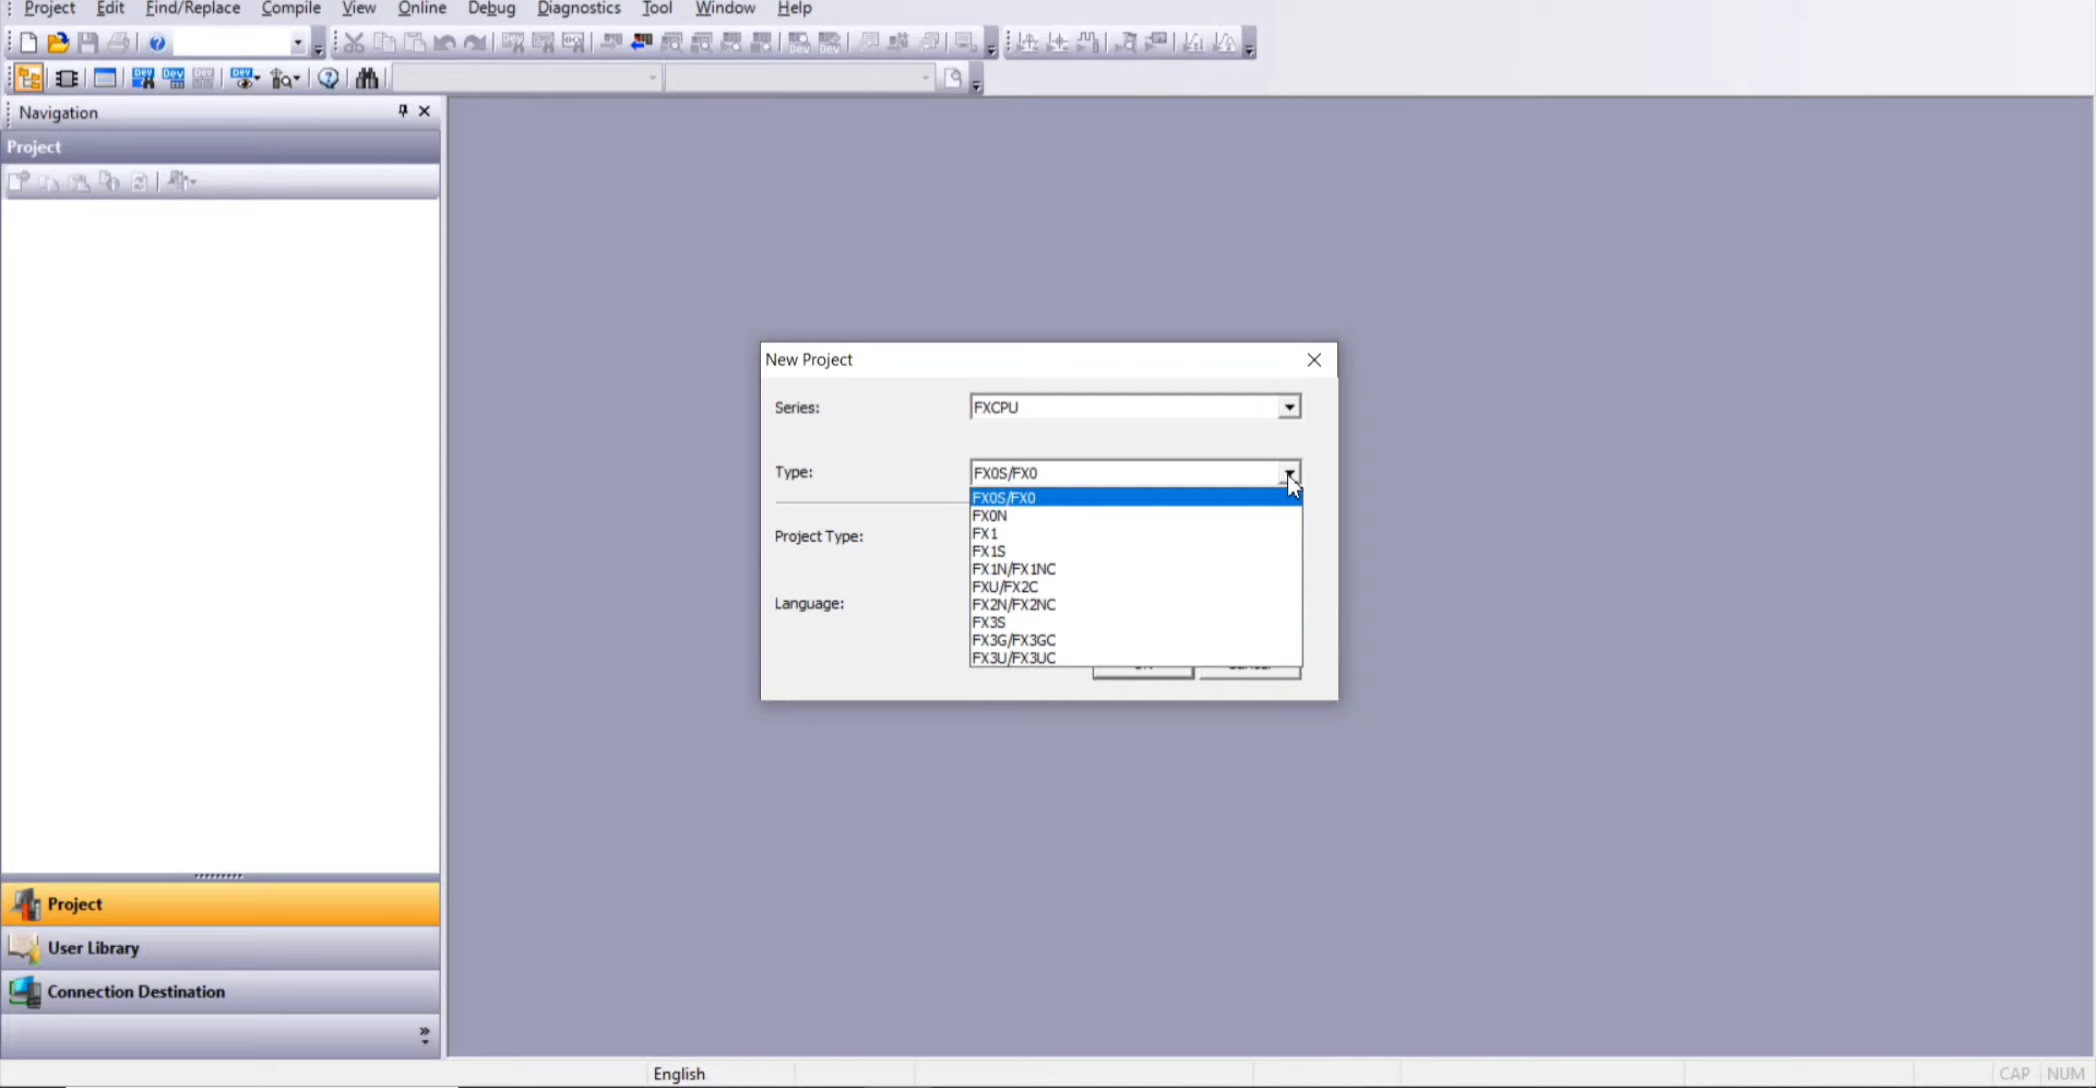 Project Edit Find/Replace Compile View Online Debug Diagnostics Tool Window Help
Navigation
Project
New Project
Series: FXCPU
Type: FX0S/FX0
FX0S/FX0
FX0N
FX1
FX1S
FX1N/FX1NC
FXU/FX2C
FX2N/FX2NC
FX3S
FX3G/FX3GC
FX3U/FX3UC
Project Type:
Language:
Project
User Library
Connection Destination
English CAP NUM